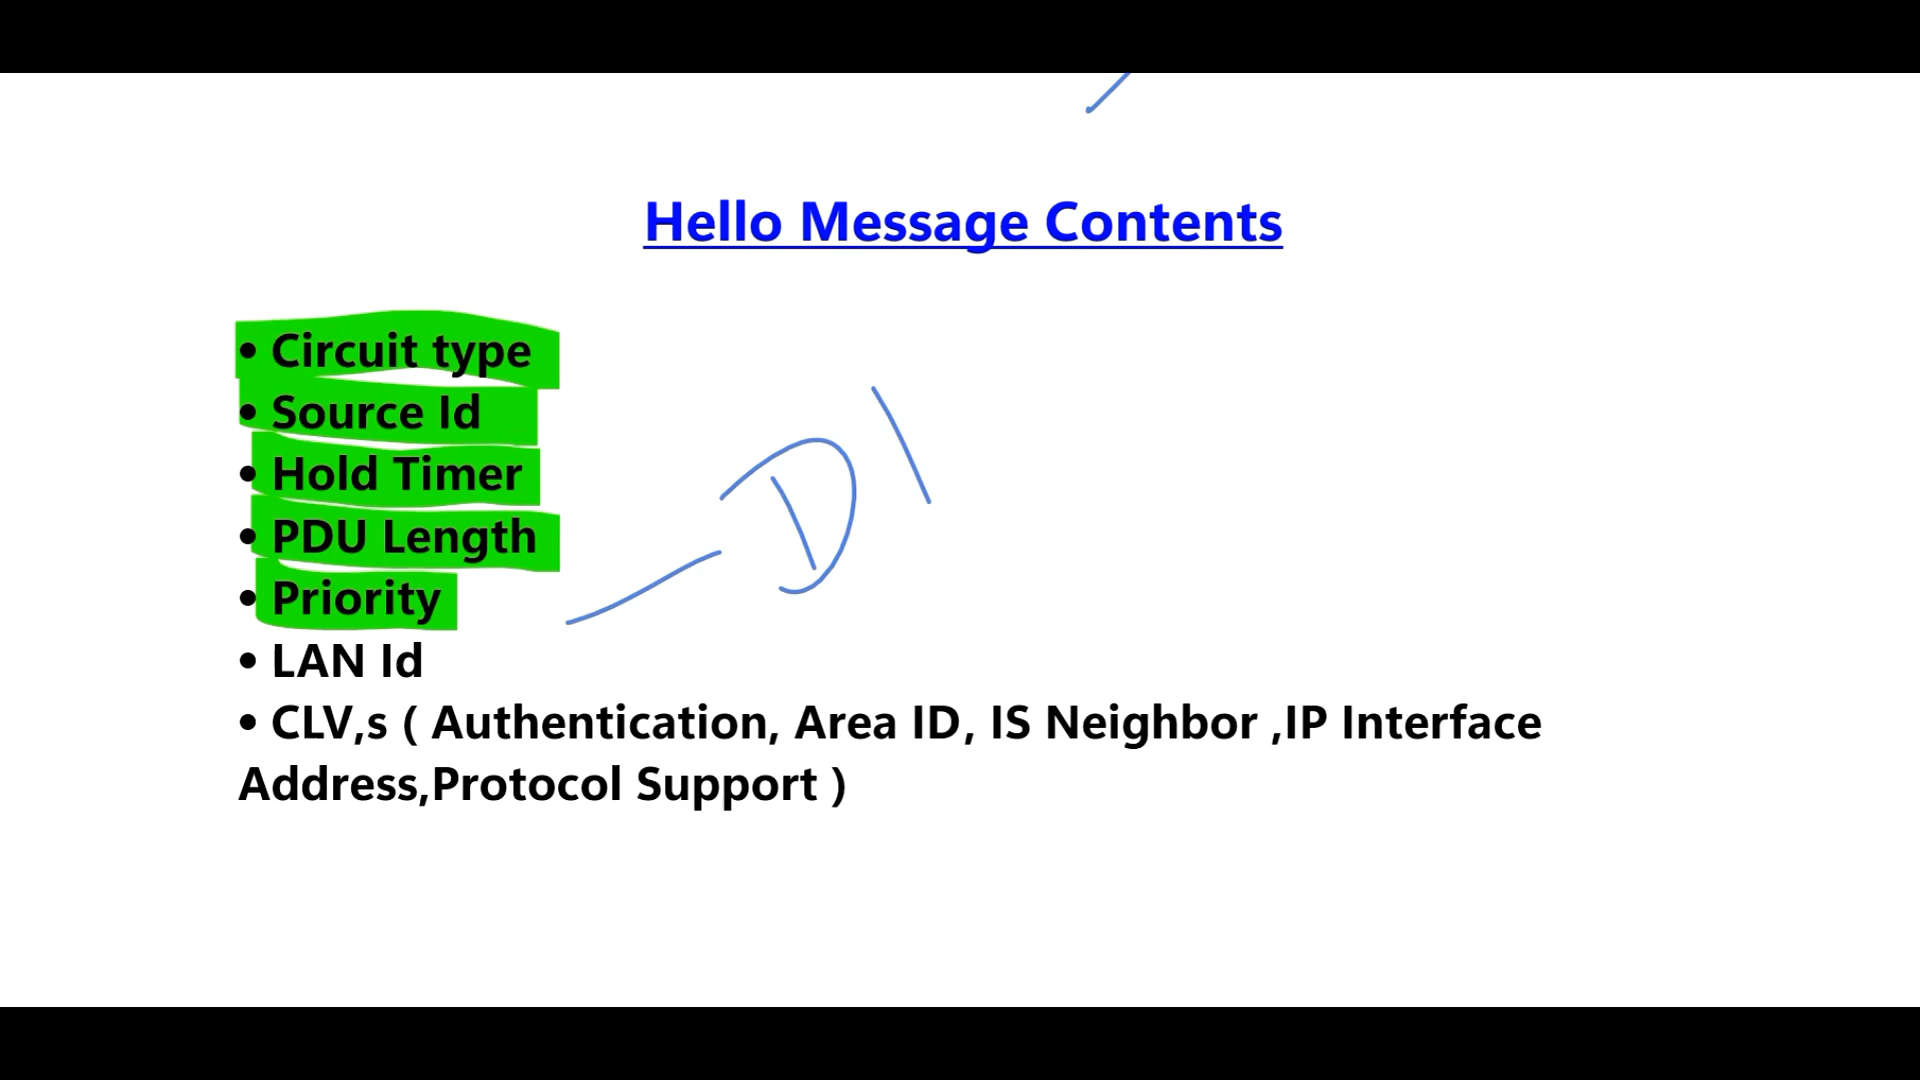 Hello Message Contents
• Circuit type
• Source Id
• Hold Timer
• PDU Length
• Priority
DI
• LAN Id
• CLV,s ( Authentication, Area ID, IS Neighbor ,IP Interface
Address,Protocol Support )